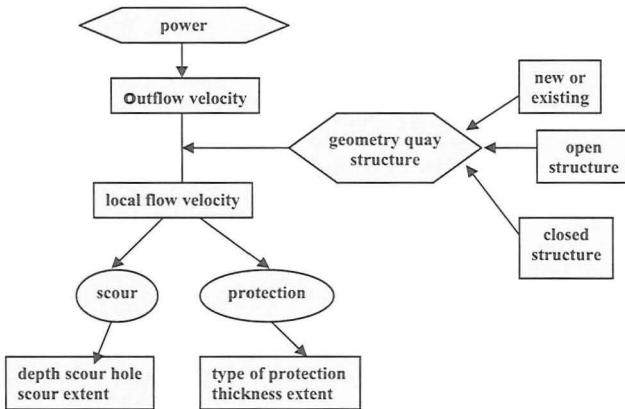 power
Outflow velocity
new or
existing
geometry quay
structure
open
structure
local flow velocity
closed
structure
scour
protection
depth scour hole
scour extent
type of protection
thickness extent